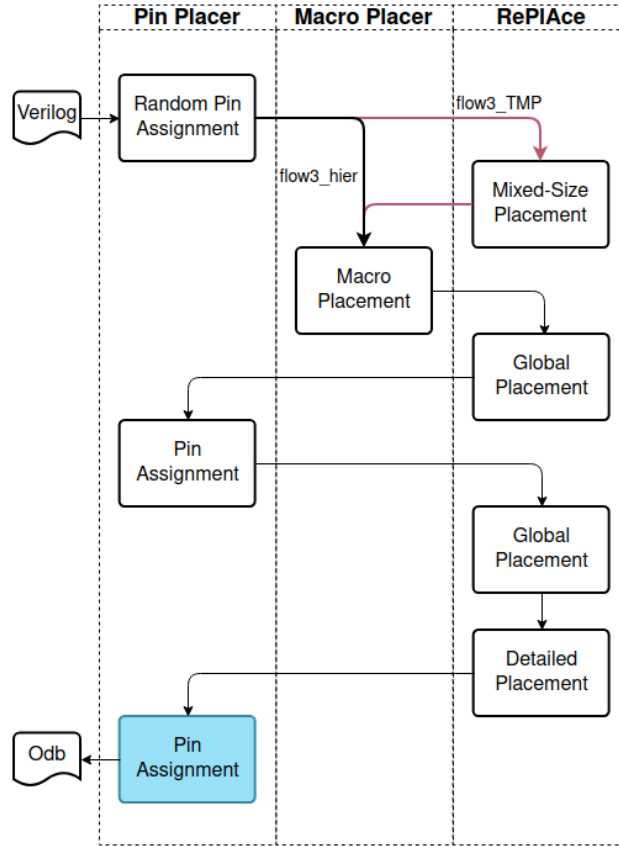 Pin Placer
Macro Placer
RePlAce
Verilog
Random Pin
Assignment
flow3_TMP
flow3_hier
Mixed-Size
Placement
Macro
Placement
Global
Placement
Pin
Assignment
Global
Placement
Detailed
Placement
Odb
Pin
Assignment